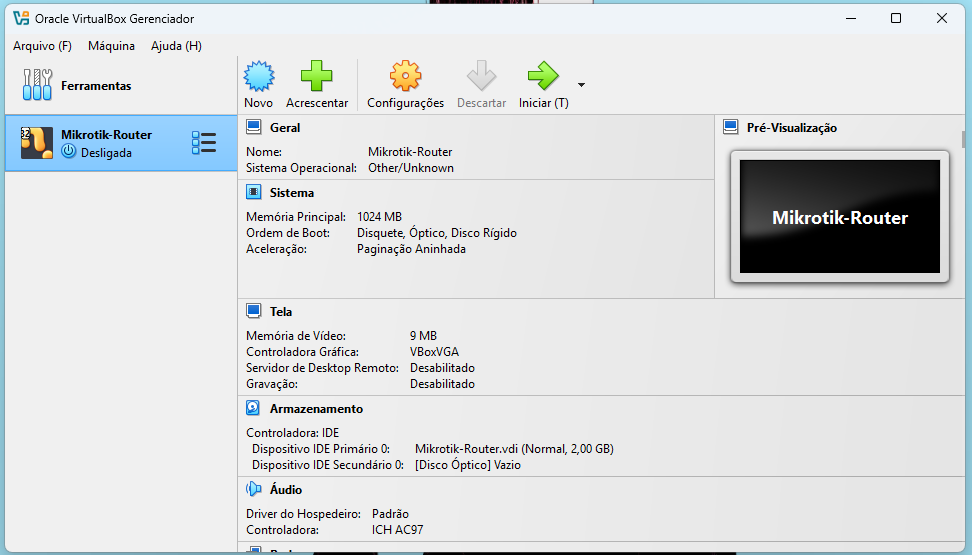 Oracle VirtualBox Gerenciador
Arquivo (F) Máquina Ajuda (H)
Ferramentas
Novo Acrescentar Configurações Descartar Iniciar (T)
32
Mikrotik-Router
Desligada
Geral
Nome: Mikrotik-Router
Sistema Operacional: Other/Unknown
Sistema
Memória Principal: 1024 MB
Ordem de Boot: Disquete, Óptico, Disco Rígido
Aceleração: Paginação Aninhada
Pré-Visualização
Mikrotik-Router
Tela
Memória de Vídeo: 9 MB
Controladora Gráfica: VBoxVGA
Servidor de Desktop Remoto: Desabilitado
Gravação: Desabilitado
Armazenamento
Controladora: IDE
Dispositivo IDE Primário 0: Mikrotik-Router.vdi (Normal, 2,00 GB)
Dispositivo IDE Secundário 0: [Disco Óptico] Vazio
Áudio
Driver do Hospedeiro: Padrão
Controladora: ICH AC97